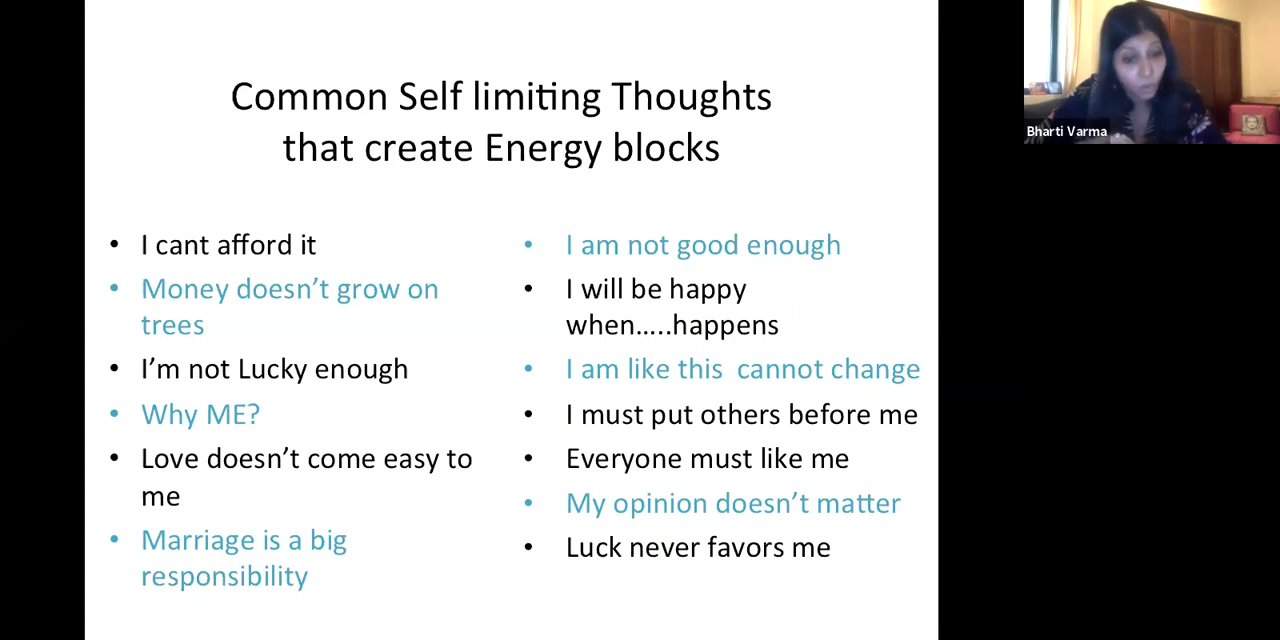 Common Self limiting Thoughts
that create Energy blocks
• I cant afford it
• Money doesn’t grow on
trees
• I’m not Lucky enough
• Why ME?
• Love doesn’t come easy to
me
• Marriage is a big
responsibility
• I am not good enough
• I will be happy
when…..happens
• I am like this  cannot change
• I must put others before me
• Everyone must like me
• My opinion doesn’t matter
• Luck never favors me
Bharti Varma